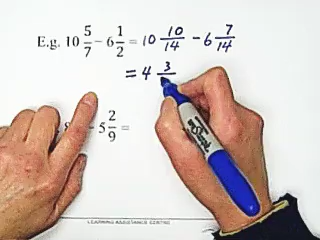 E.g. 10 5/7 − 6 1/2 = 10 10/14 − 6 7/14
= 4 3/
8 − 5 2/9 =
LEARNING ASSISTANCE CENTRE